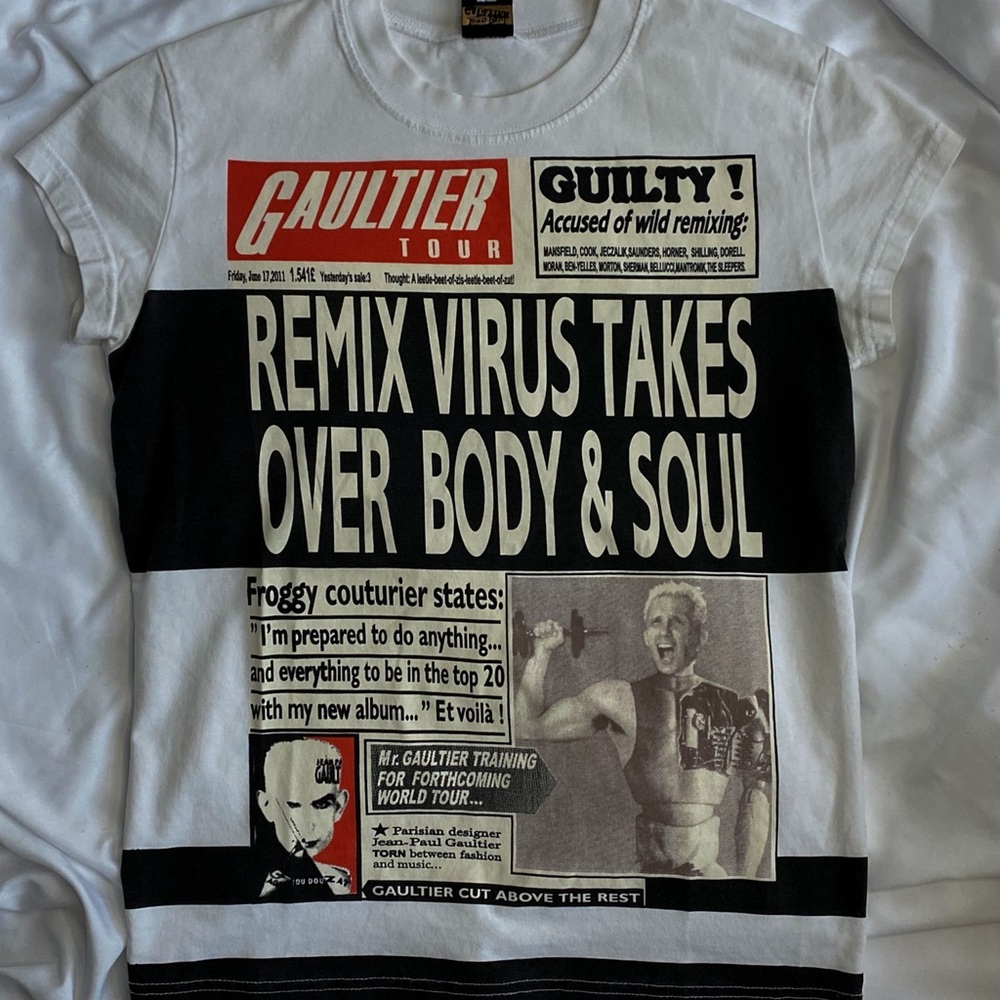 GAULTIER
TOUR
Friday, June 17,2011 1.541£ Yesterday's sale:3 Thought: A leetle-beet-of-zis-leetle-beet-of-zat!
GUILTY !
Accused of wild remixing:
MANSFIELD, COOK, JECZALIK,SAUNDERS, HORNER, SHILLING, DORELL.
MORAN, BEN-YELLES, MORTON, SHERMAN, BELLUCCI,MANTRONIK,THE SLEEPERS.
REMIX VIRUS TAKES
OVER BODY & SOUL
Froggy couturier states:
"I'm prepared to do anything...
and everything to be in the top 20
with my new album..." Et voilà !
Mr. GAULTIER TRAINING
FOR FORTHCOMING
WORLD TOUR...
★ Parisian designer
Jean-Paul Gaultier
TORN between fashion
and music...
GAULTIER CUT ABOVE THE REST